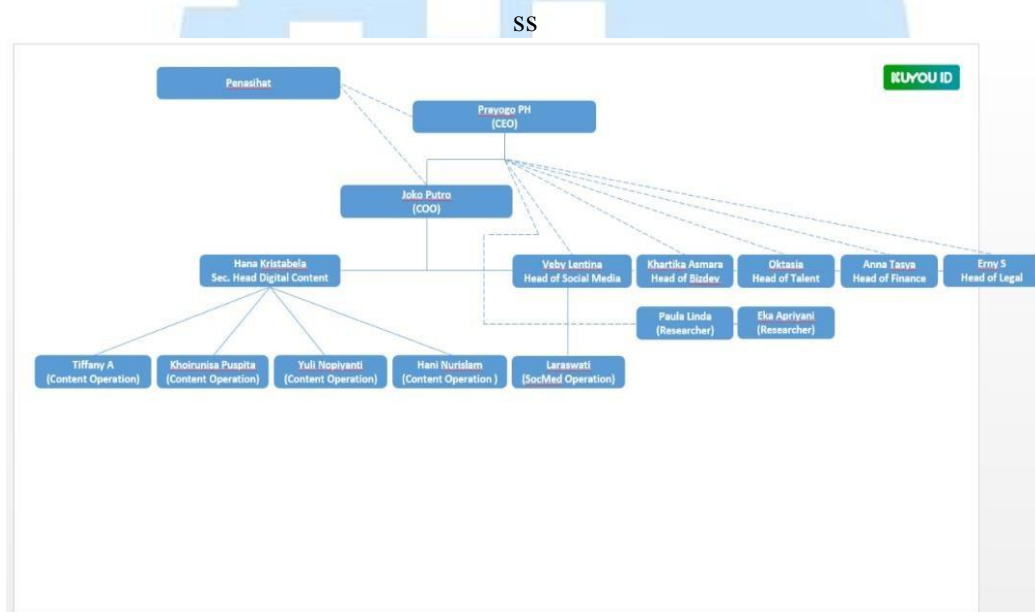 ss
Penasihat
KUYOU ID
Prayogo PH
(CEO)
Joko Putro
(COO)
Hana Kristabela
Sec. Head Digital Content
Veby Lentina
Head of Social Media
Khartika Asmara
Head of Bizdev
Oktasia
Head of Talent
Anna Tasya
Head of Finance
Erny S
Head of Legal
Paula Linda
(Researcher)
Eka Apriyani
(Researcher)
Tiffany A
(Content Operation)
Khoirunisa Puspita
(Content Operation)
Yuli Nopiyanti
(Content Operation)
Hani Nurislam
(Content Operation )
Laraswati
(SocMed Operation)